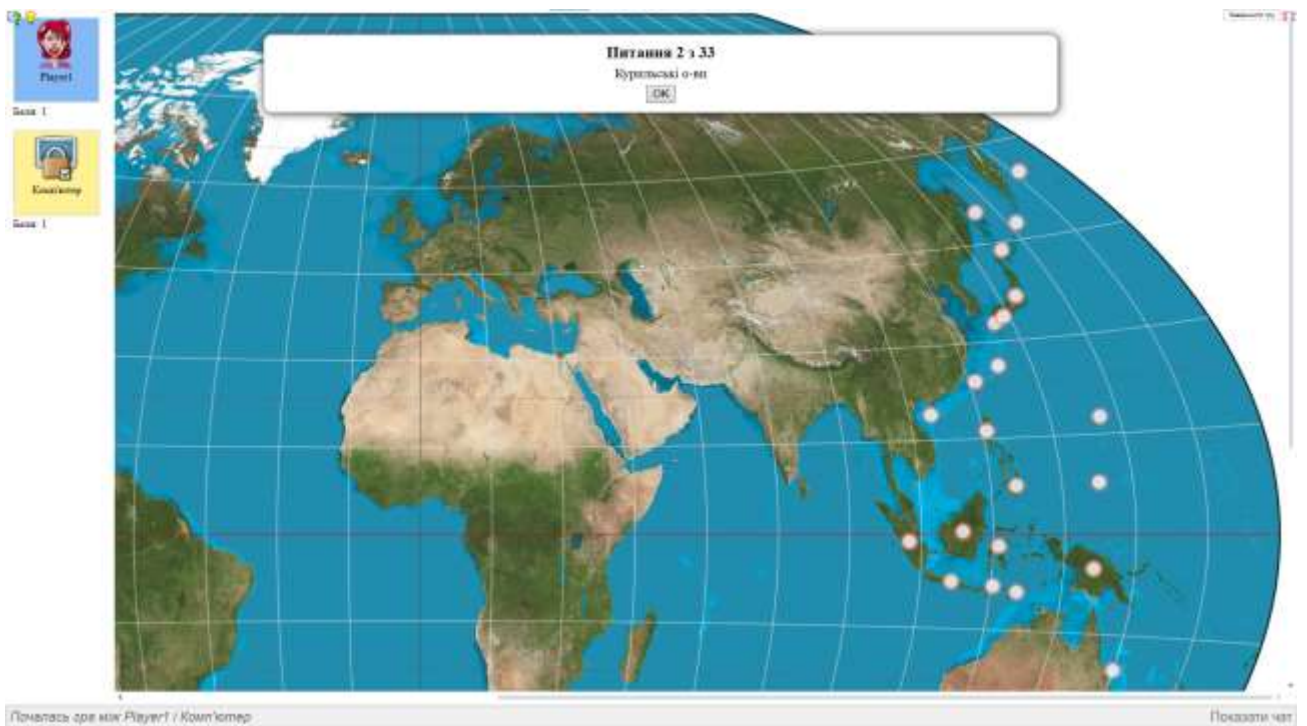 Player1
Бали: 1
Комп'ютер
Бали: 1
Питання 2 з 33
Курильські о-ви
OK
Почалась гра між Player1 і Комп'ютер
Показати чат